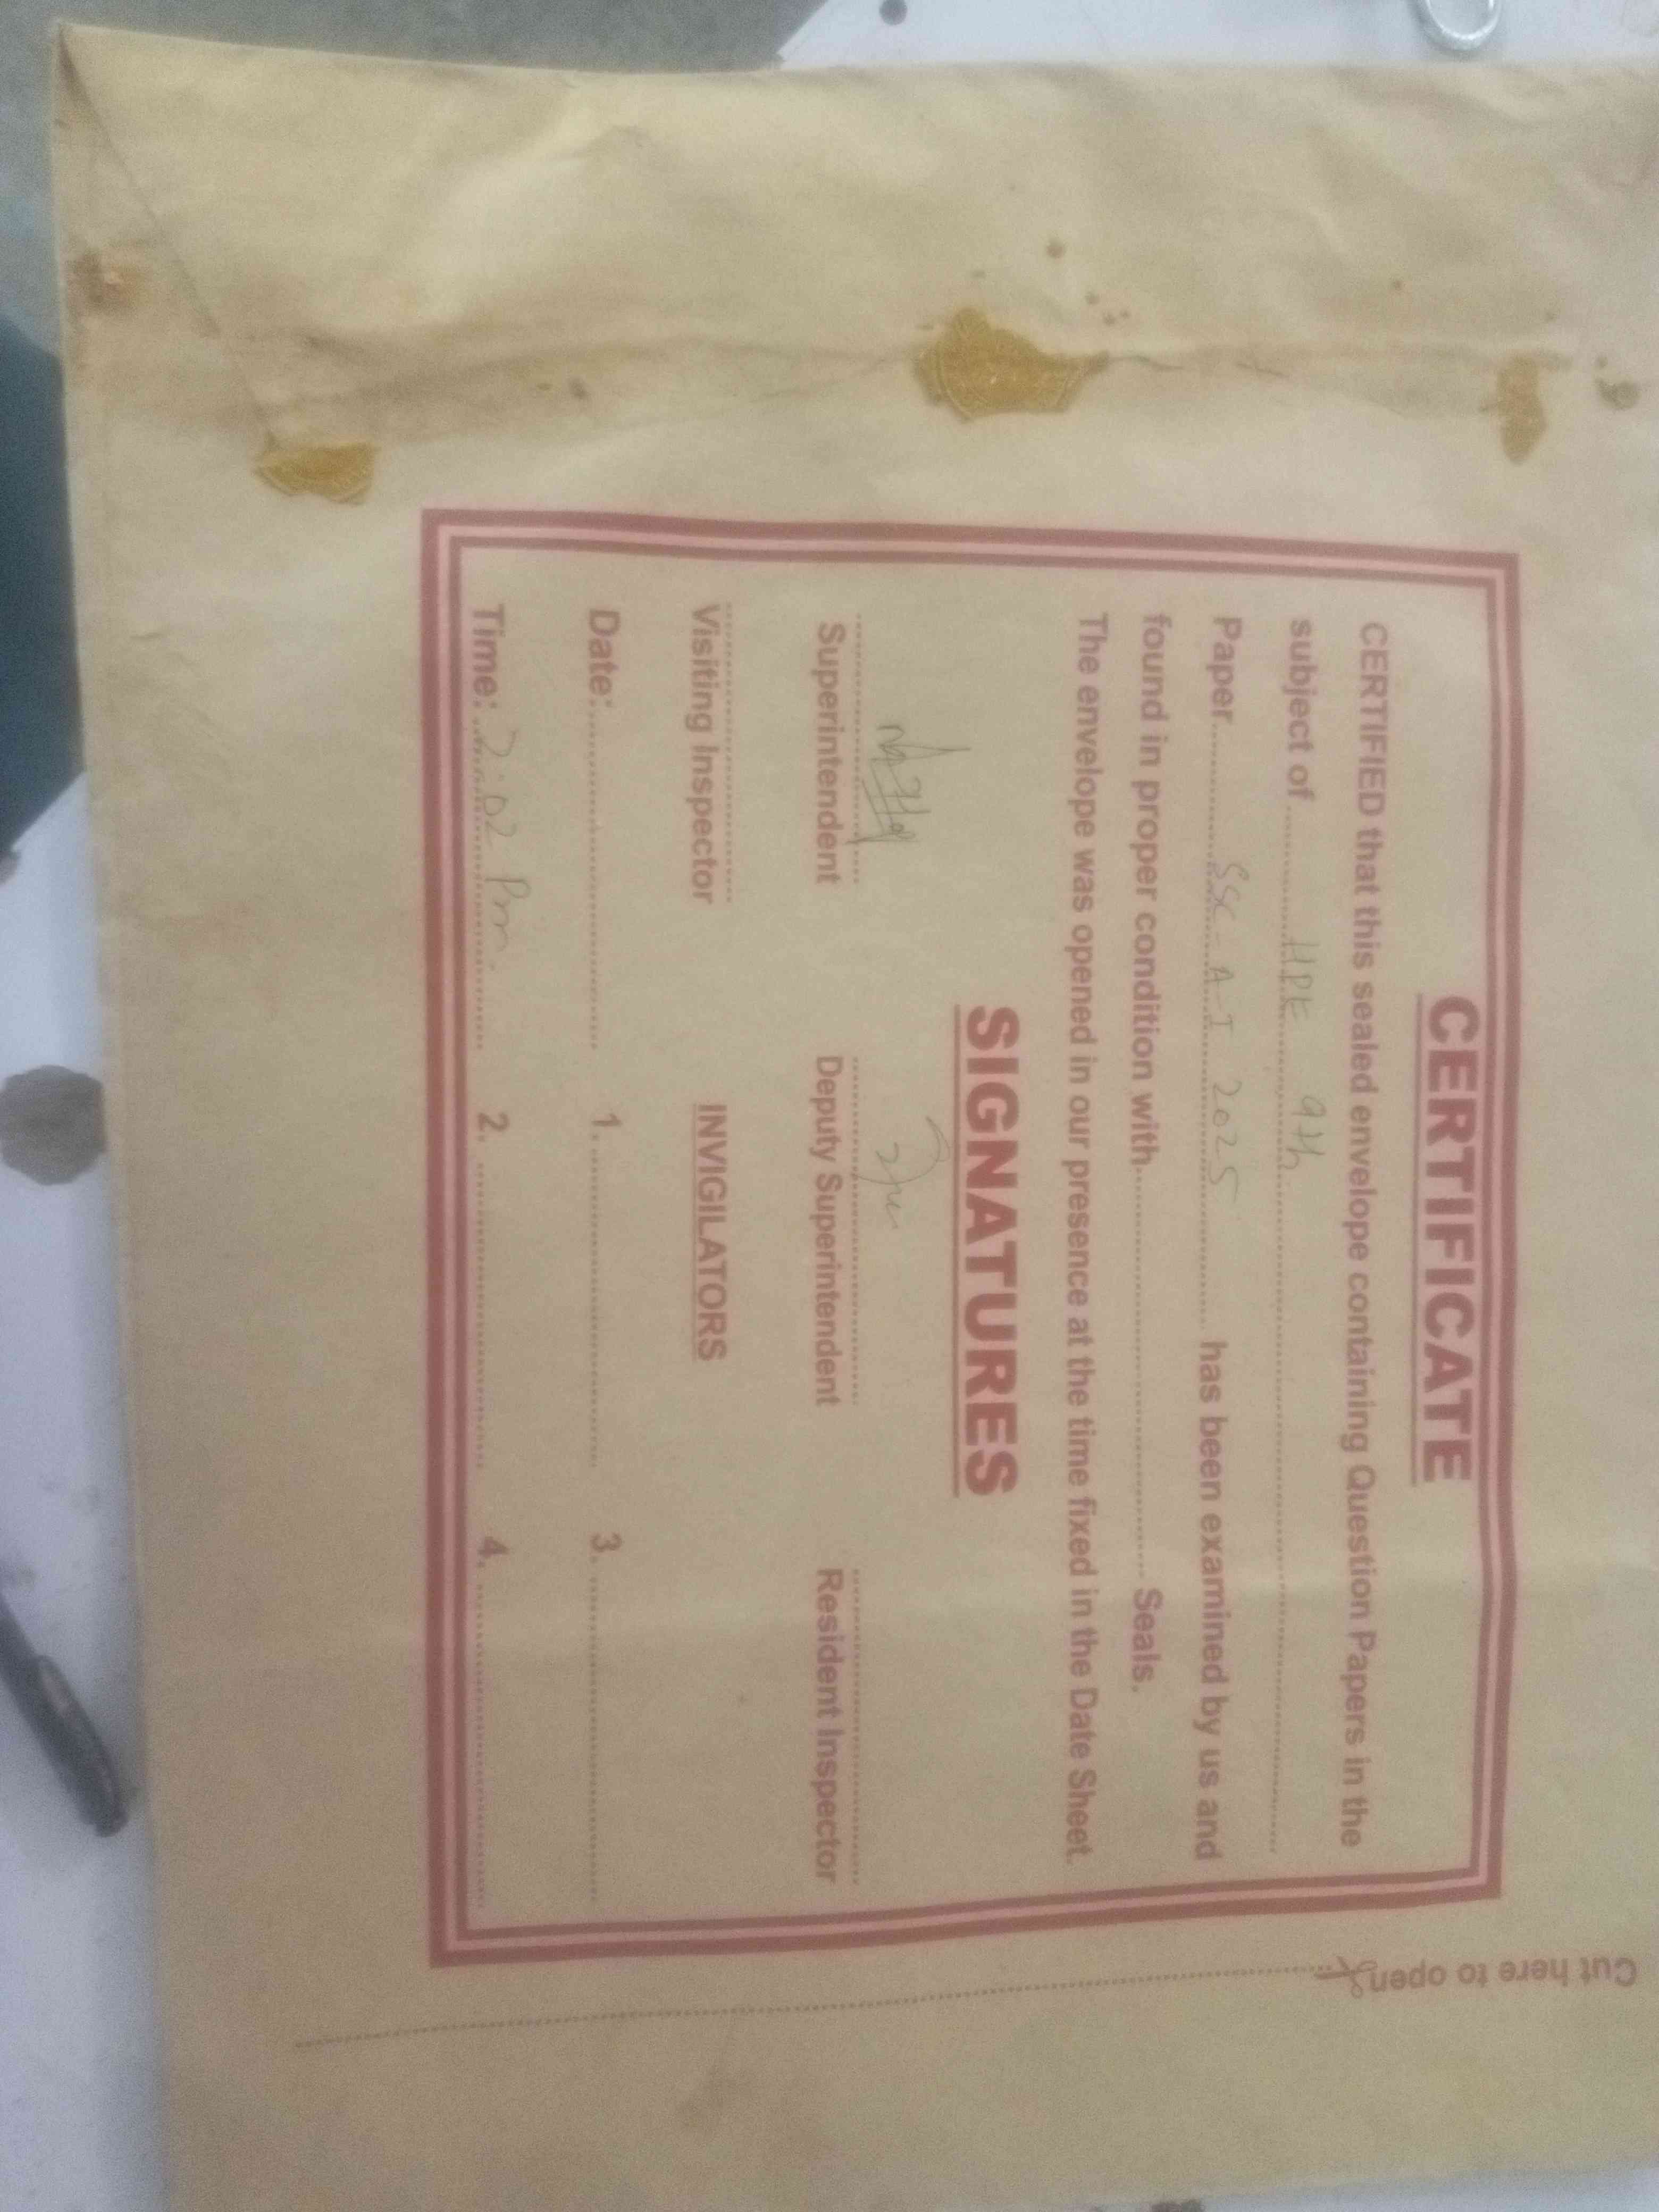 CERTIFICATE
CERTIFIED that this sealed envelope containing Question Papers in the
subject of ........ HPE 9th ........
Paper ........ SSC-A-I 2025 ........ has been examined by us and
found in proper condition with ........ Seals.
The envelope was opened in our presence at the time fixed in the Date Sheet.
SIGNATURES
Superintendent Deputy Superintendent Resident Inspector
Visiting Inspector INVIGILATORS
Date: ........ 1. ........ 3. ........
Time: 2:02 Pm. 2. ........ 4. ........
Cut here to open